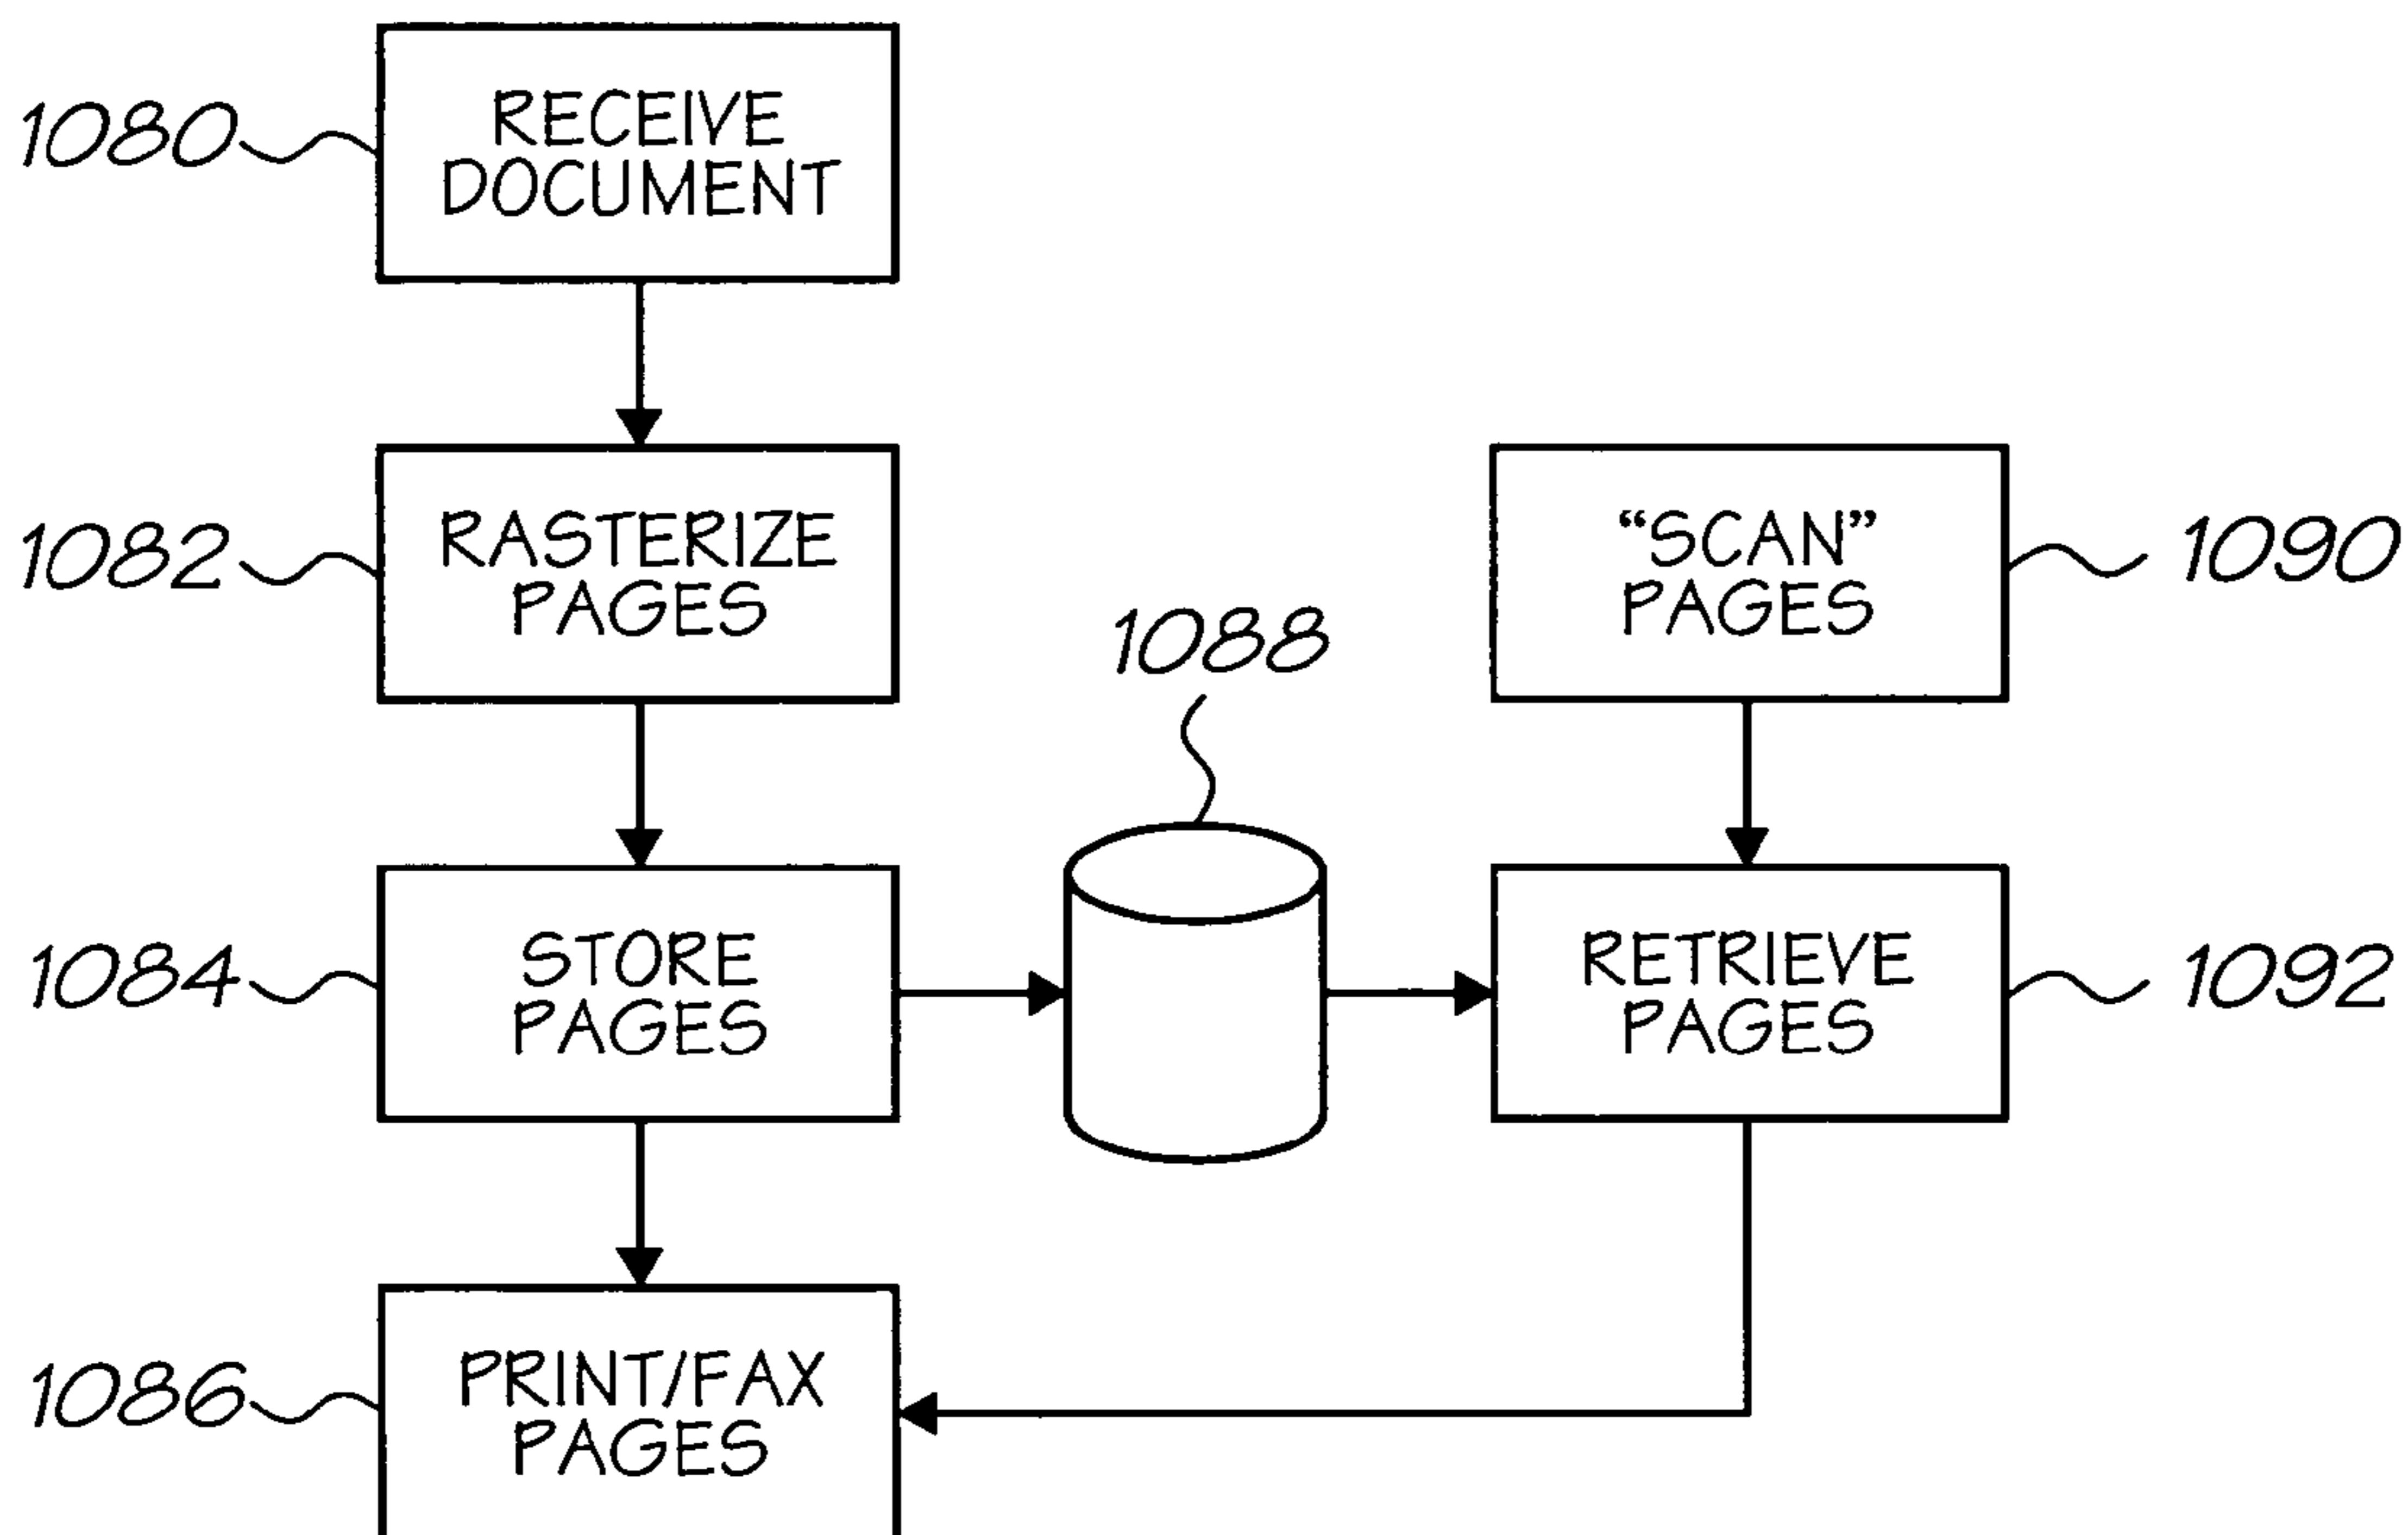 1080
RECEIVE
DOCUMENT
1082
RASTERIZE
PAGES
1088
"SCAN"
PAGES
1090
1084
STORE
PAGES
RETRIEVE
PAGES
1092
1086
PRINT/FAX
PAGES